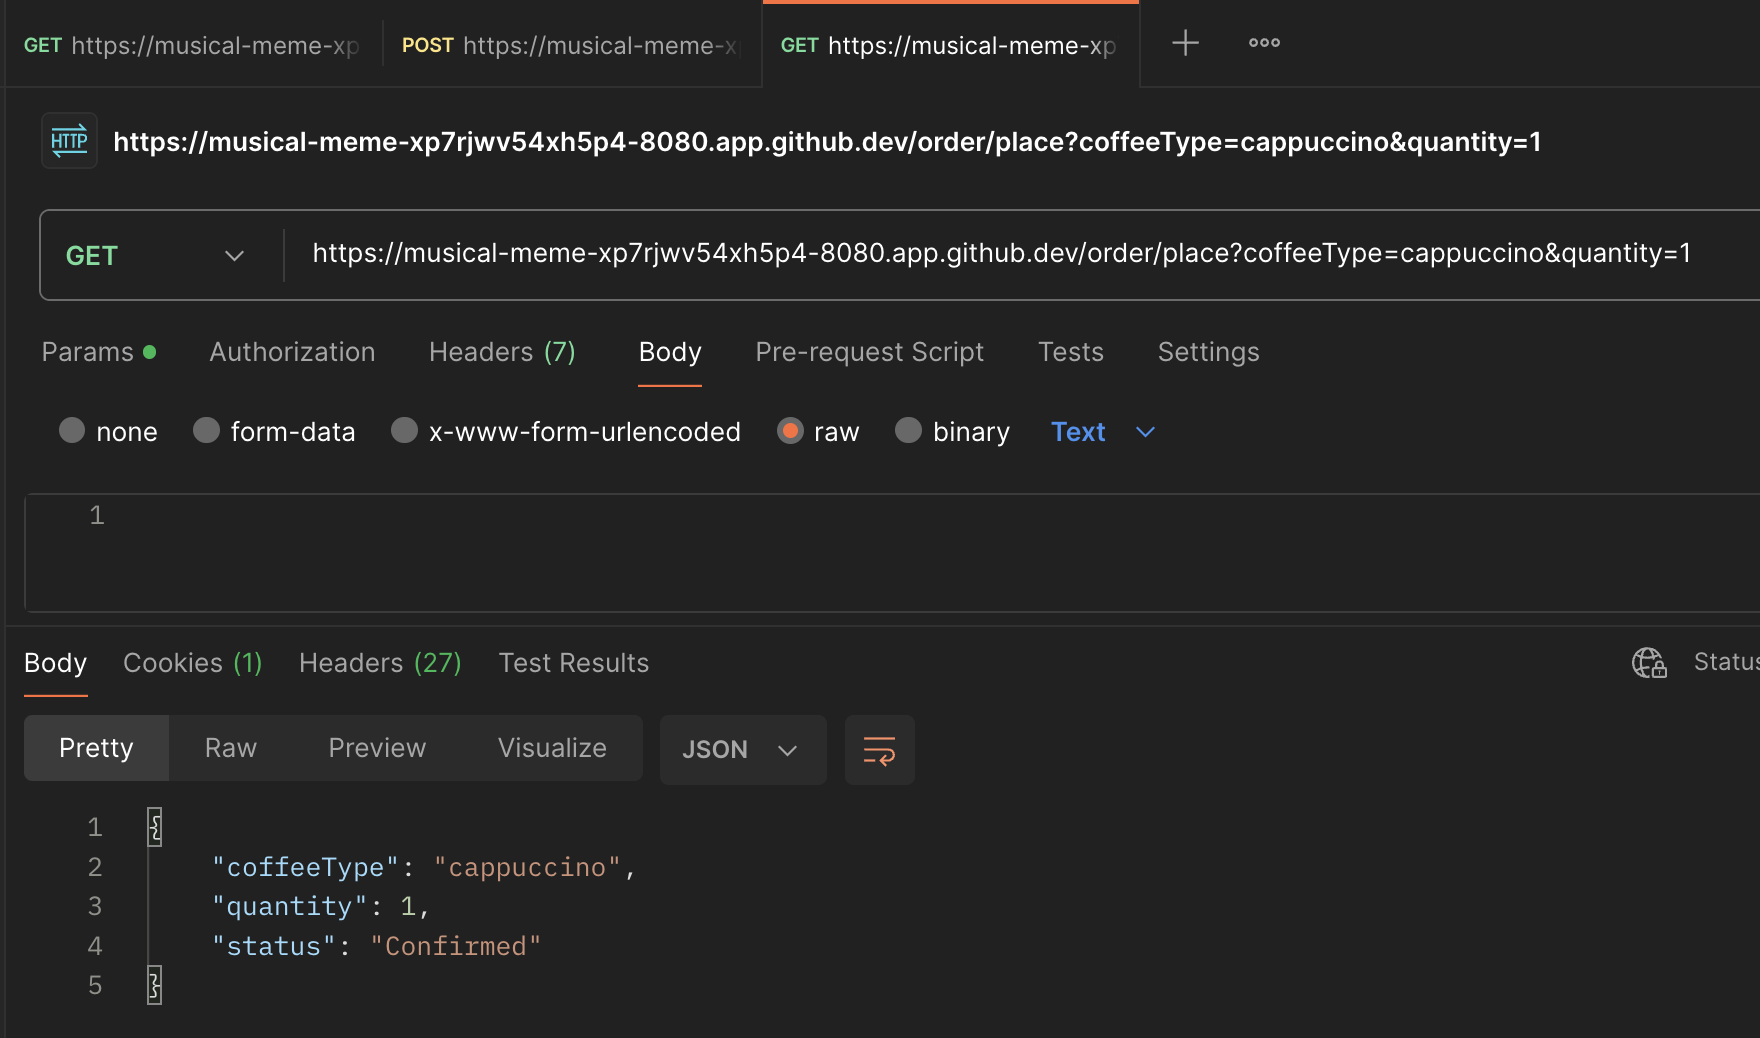 GET https://musical-meme-xp POST https://musical-meme-x GET https://musical-meme-xp
HTTP https://musical-meme-xp7rjwv54xh5p4-8080.app.github.dev/order/place?coffeeType=cappuccino&quantity=1
GET https://musical-meme-xp7rjwv54xh5p4-8080.app.github.dev/order/place?coffeeType=cappuccino&quantity=1
Params Authorization Headers (7) Body Pre-request Script Tests Settings
none form-data x-www-form-urlencoded raw binary Text
1
Body Cookies (1) Headers (27) Test Results Status
Pretty Raw Preview Visualize JSON
1 {
2 "coffeeType": "cappuccino",
3 "quantity": 1,
4 "status": "Confirmed"
5 }